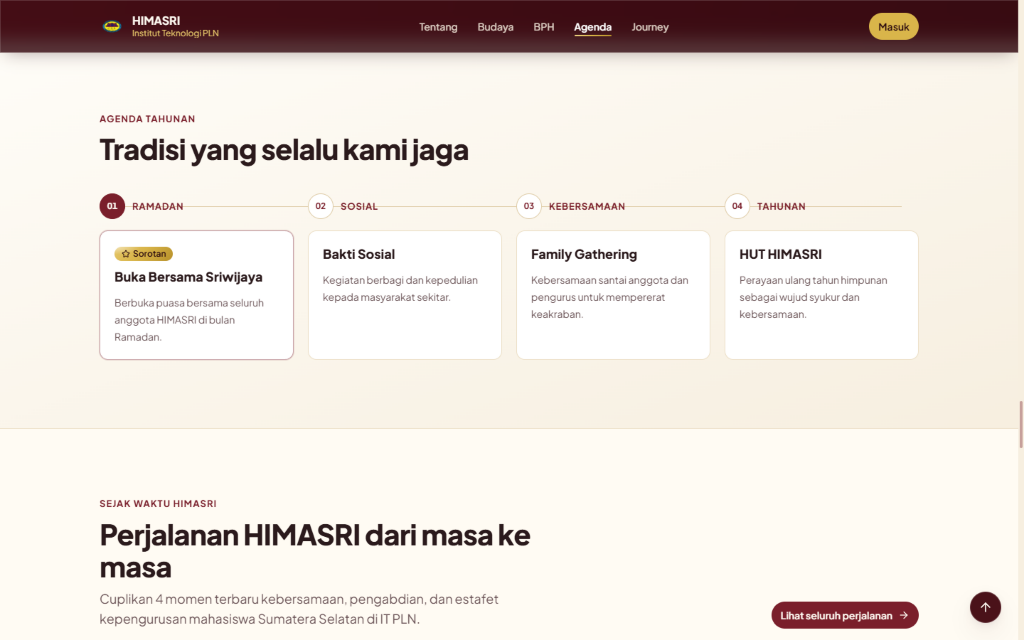 HIMASRI
Institut Teknologi PLN
Tentang
Budaya
BPH
Agenda
Journey
Masuk
AGENDA TAHUNAN
Tradisi yang selalu kami jaga
01 RAMADAN
Sorotan
Buka Bersama Sriwijaya
Berbuka puasa bersama seluruh
anggota HIMASRI di bulan
Ramadan.
02 SOSIAL
Bakti Sosial
Kegiatan berbagi dan kepedulian
kepada masyarakat sekitar.
03 KEBERSAMAAN
Family Gathering
Kebersamaan santai anggota dan
pengurus untuk mempererat
keakraban.
04 TAHUNAN
HUT HIMASRI
Perayaan ulang tahun himpunan
sebagai wujud syukur dan
kebersamaan.
SEJAK WAKTU HIMASRI
Perjalanan HIMASRI dari masa ke
masa
Cuplikan 4 momen terbaru kebersamaan, pengabdian, dan estafet
kepengurusan mahasiswa Sumatera Selatan di IT PLN.
Lihat seluruh perjalanan